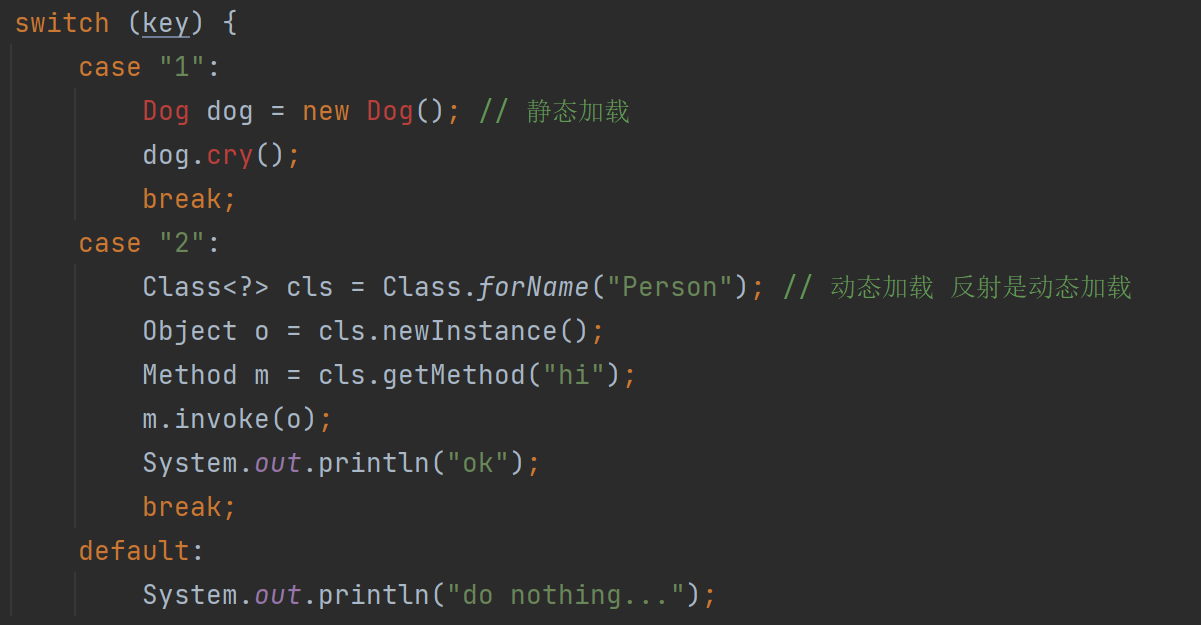 switch (key) {
case "1":
Dog dog = new Dog(); // 静态加载
dog.cry();
break;
case "2":
Class<?> cls = Class.forName("Person"); // 动态加载 反射是动态加载
Object o = cls.newInstance();
Method m = cls.getMethod("hi");
m.invoke(o);
System.out.println("ok");
break;
default:
System.out.println("do nothing...");